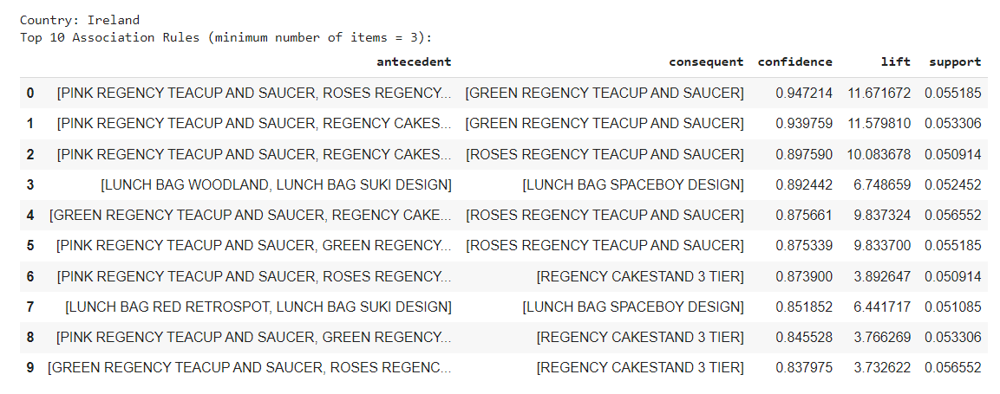 Country: Ireland
Top 10 Association Rules (minimum number of items = 3):
antecedent consequent confidence lift support
0 [PINK REGENCY TEACUP AND SAUCER, ROSES REGENCY... [GREEN REGENCY TEACUP AND SAUCER] 0.947214 11.671672 0.055185
1 [PINK REGENCY TEACUP AND SAUCER, REGENCY CAKES... [GREEN REGENCY TEACUP AND SAUCER] 0.939759 11.579810 0.053306
2 [PINK REGENCY TEACUP AND SAUCER, REGENCY CAKES... [ROSES REGENCY TEACUP AND SAUCER] 0.897590 10.083678 0.050914
3 [LUNCH BAG WOODLAND, LUNCH BAG SUKI DESIGN] [LUNCH BAG SPACEBOY DESIGN] 0.892442 6.748659 0.052452
4 [GREEN REGENCY TEACUP AND SAUCER, REGENCY CAKE... [ROSES REGENCY TEACUP AND SAUCER] 0.875661 9.837324 0.056552
5 [PINK REGENCY TEACUP AND SAUCER, GREEN REGENCY... [ROSES REGENCY TEACUP AND SAUCER] 0.875339 9.833700 0.055185
6 [PINK REGENCY TEACUP AND SAUCER, ROSES REGENCY... [REGENCY CAKESTAND 3 TIER] 0.873900 3.892647 0.050914
7 [LUNCH BAG RED RETROSPOT, LUNCH BAG SUKI DESIGN] [LUNCH BAG SPACEBOY DESIGN] 0.851852 6.441717 0.051085
8 [PINK REGENCY TEACUP AND SAUCER, GREEN REGENCY... [REGENCY CAKESTAND 3 TIER] 0.845528 3.766269 0.053306
9 [GREEN REGENCY TEACUP AND SAUCER, ROSES REGENC... [REGENCY CAKESTAND 3 TIER] 0.837975 3.732622 0.056552